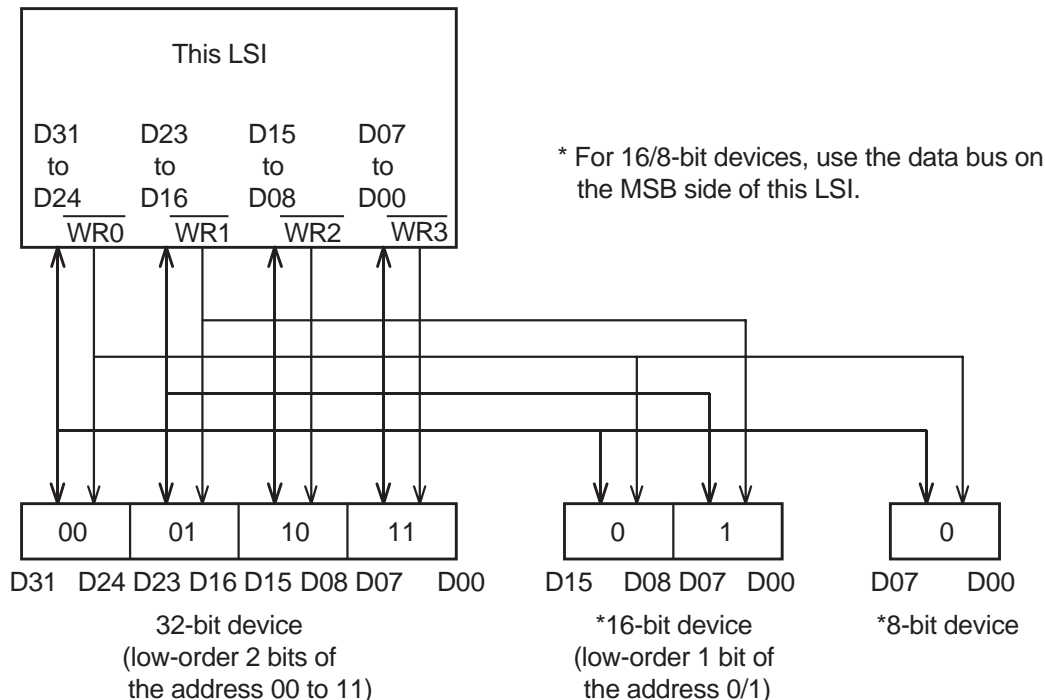 This LSI
D31 D23 D15 D07
to to to to
D24 D16 D08 D00
WR0 WR1 WR2 WR3
* For 16/8-bit devices, use the data bus on
the MSB side of this LSI.
00 01 10 11 0 1 0
D31 D24 D23 D16 D15 D08 D07 D00 D15 D08 D07 D00 D07 D00
32-bit device
(low-order 2 bits of
the address 00 to 11)
*16-bit device
(low-order 1 bit of
the address 0/1)
*8-bit device